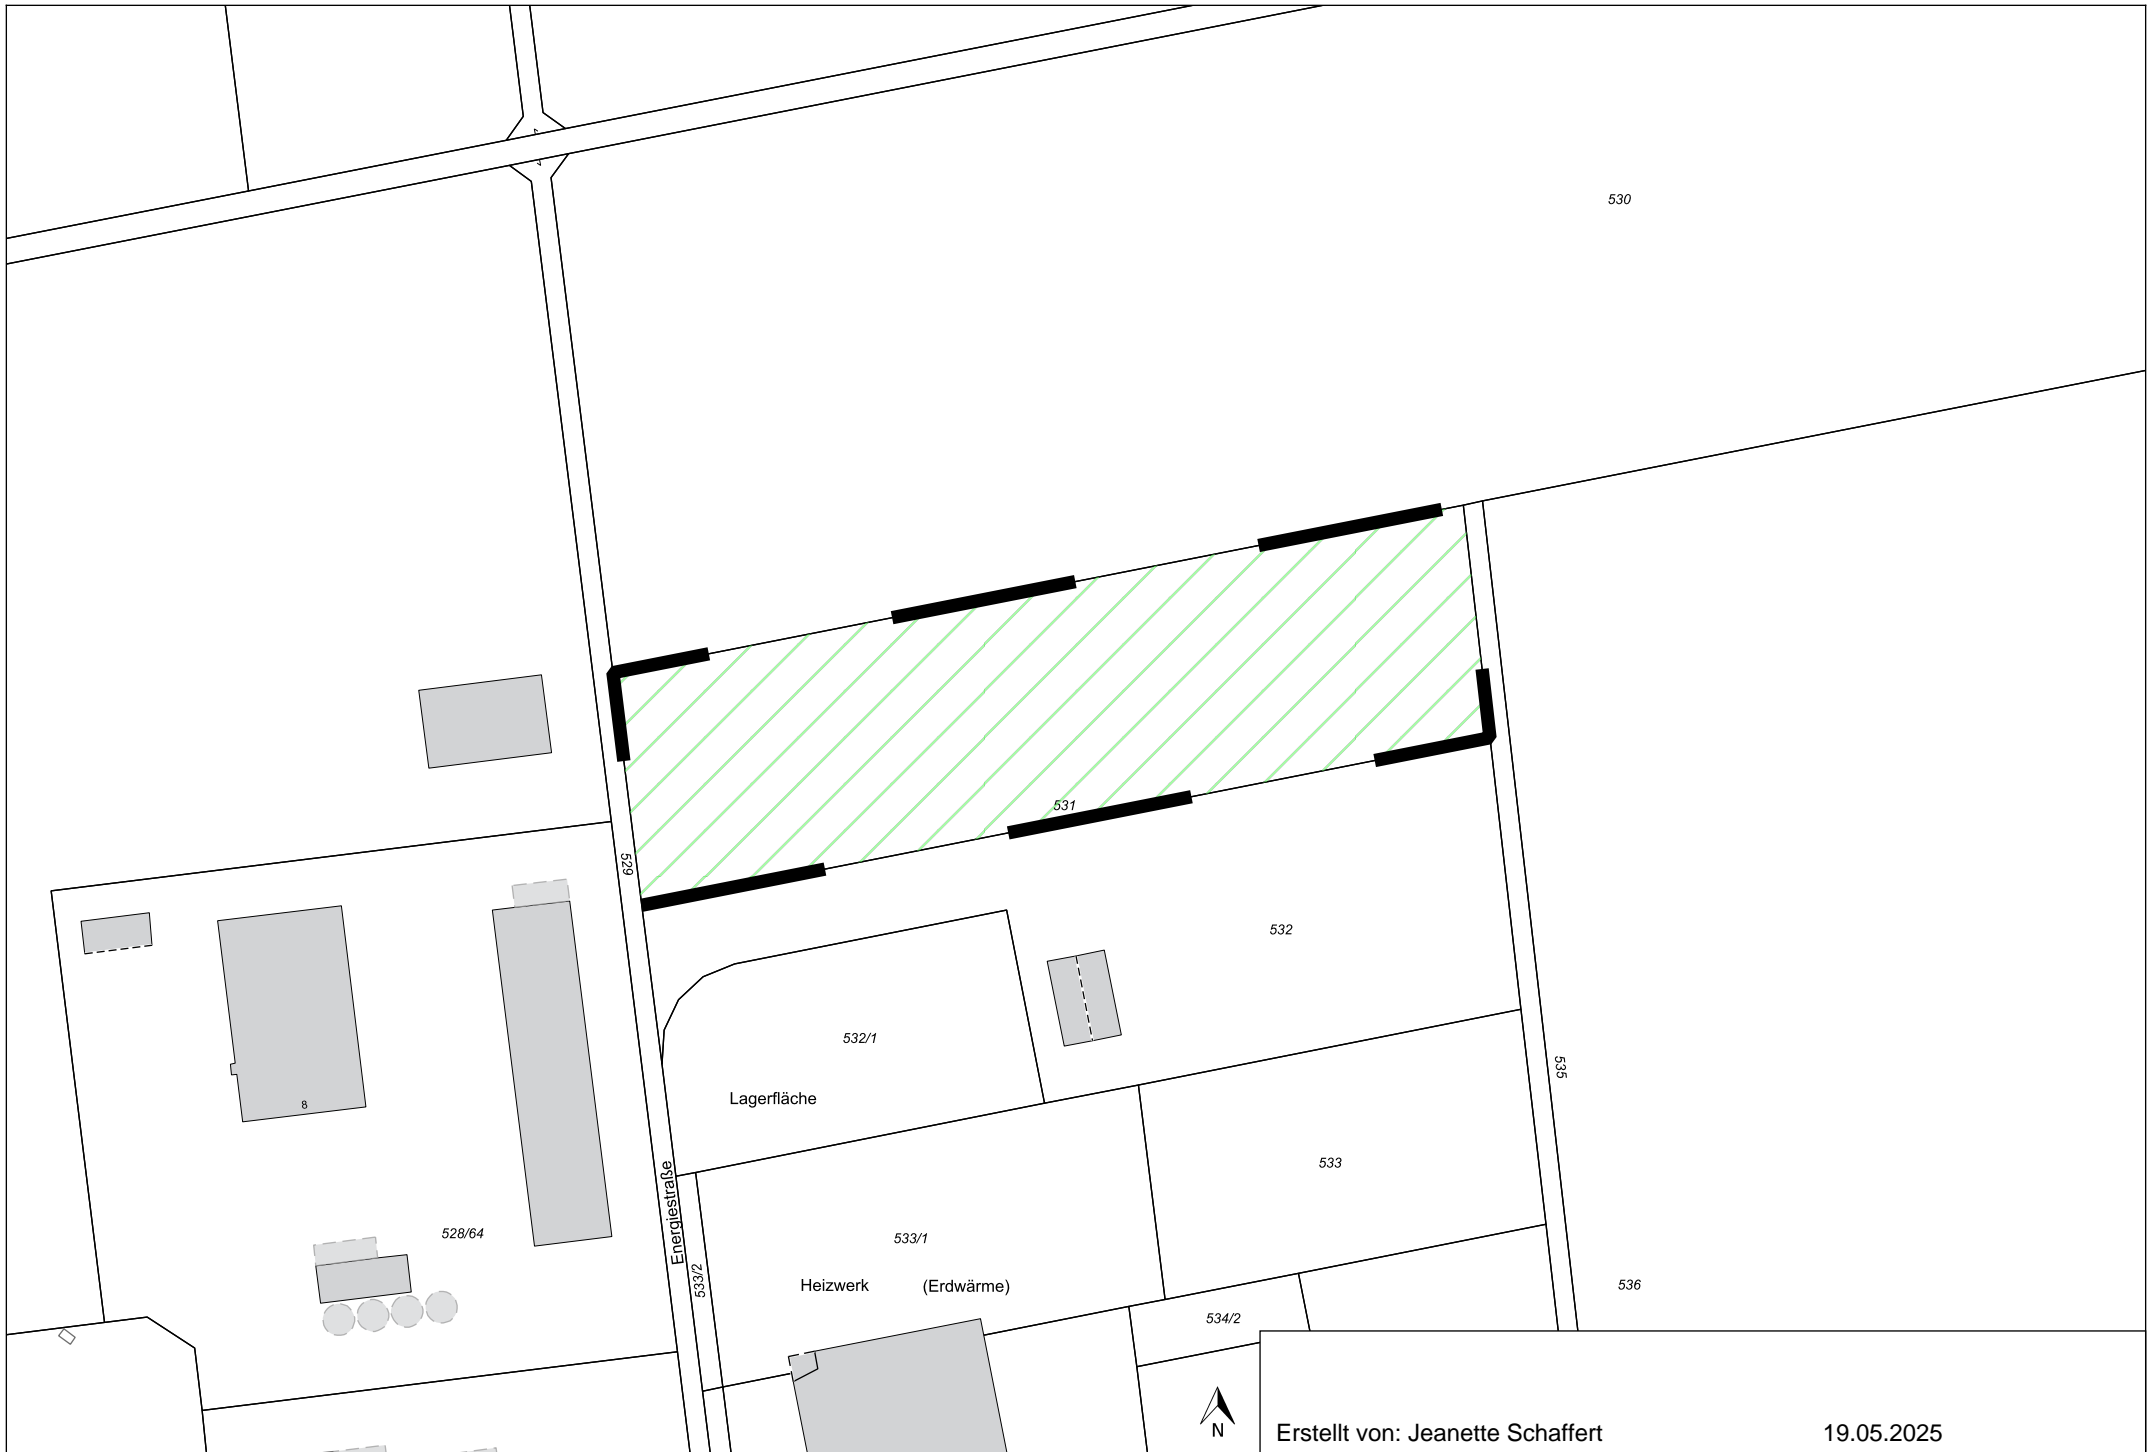 530
531
529
532
532/1
Lagerfläche
535
8
533
Energiestraße
528/64
533/1
533/2
Heizwerk (Erdwärme)
536
534/2
N
Erstellt von: Jeanette Schaffert 19.05.2025